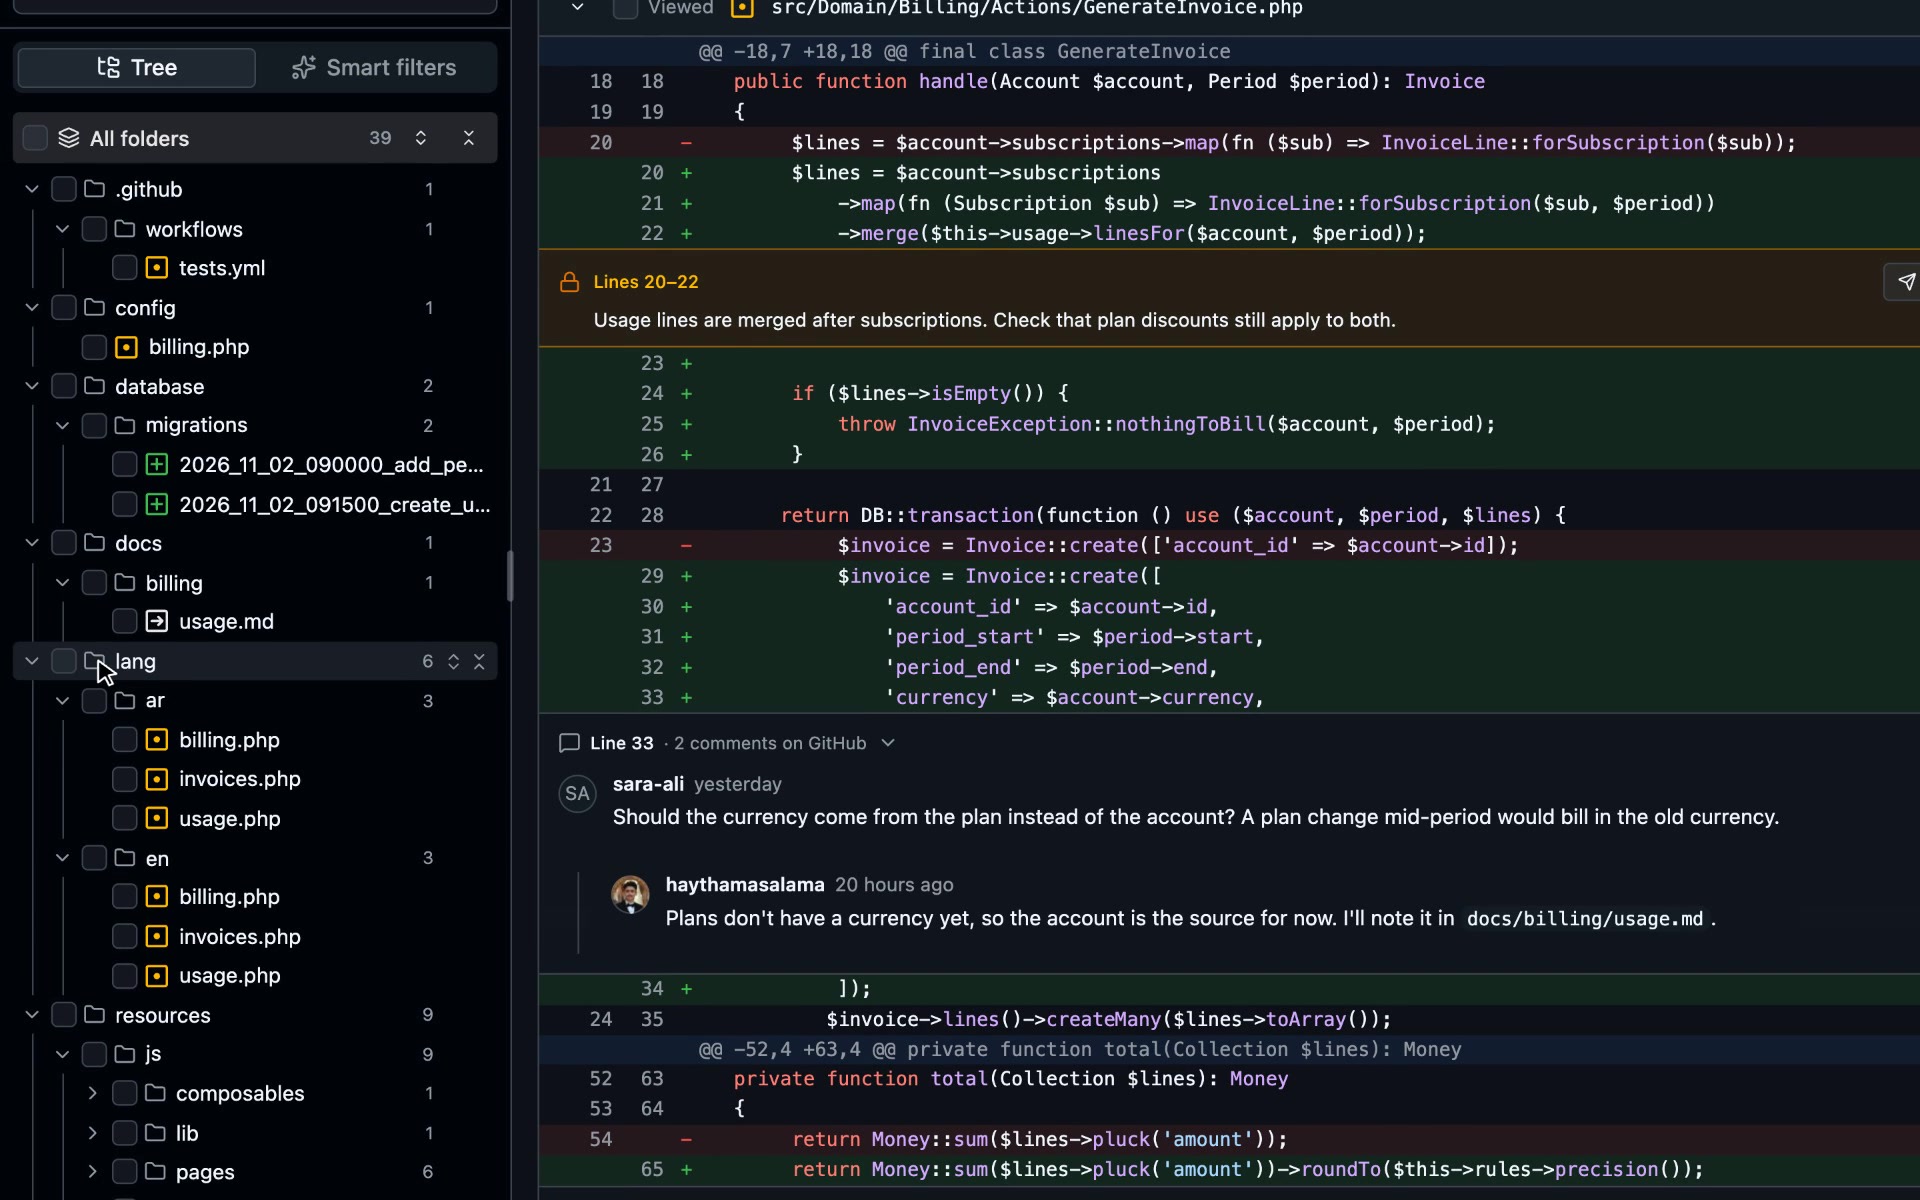 Tree
Smart filters
All folders 39
.github 1
workflows 1
tests.yml
config 1
billing.php
database 2
migrations 2
2026_11_02_090000_add_pe...
2026_11_02_091500_create_u...
docs 1
billing 1
usage.md
lang 6
ar 3
billing.php
invoices.php
usage.php
en 3
billing.php
invoices.php
usage.php
resources 9
js 9
composables 1
lib 1
pages 6
Viewed src/Domain/Billing/Actions/GenerateInvoice.php
@@ -18,7 +18,18 @@ final class GenerateInvoice
18 18 public function handle(Account $account, Period $period): Invoice
19 19 {
20 - $lines = $account->subscriptions->map(fn ($sub) => InvoiceLine::forSubscription($sub));
20 + $lines = $account->subscriptions
21 + ->map(fn (Subscription $sub) => InvoiceLine::forSubscription($sub, $period))
22 + ->merge($this->usage->linesFor($account, $period));
Lines 20–22
Usage lines are merged after subscriptions. Check that plan discounts still apply to both.
23 +
24 + if ($lines->isEmpty()) {
25 + throw InvoiceException::nothingToBill($account, $period);
26 + }
21 27
22 28 return DB::transaction(function () use ($account, $period, $lines) {
23 - $invoice = Invoice::create(['account_id' => $account->id]);
29 + $invoice = Invoice::create([
30 + 'account_id' => $account->id,
31 + 'period_start' => $period->start,
32 + 'period_end' => $period->end,
33 + 'currency' => $account->currency,
Line 33 · 2 comments on GitHub
SA
sara-ali yesterday
Should the currency come from the plan instead of the account? A plan change mid-period would bill in the old currency.
haythamasalama 20 hours ago
Plans don't have a currency yet, so the account is the source for now. I'll note it in docs/billing/usage.md .
34 + ]);
24 35 $invoice->lines()->createMany($lines->toArray());
@@ -52,4 +63,4 @@ private function total(Collection $lines): Money
52 63 private function total(Collection $lines): Money
53 64 {
54 - return Money::sum($lines->pluck('amount'));
65 + return Money::sum($lines->pluck('amount'))->roundTo($this->rules->precision());